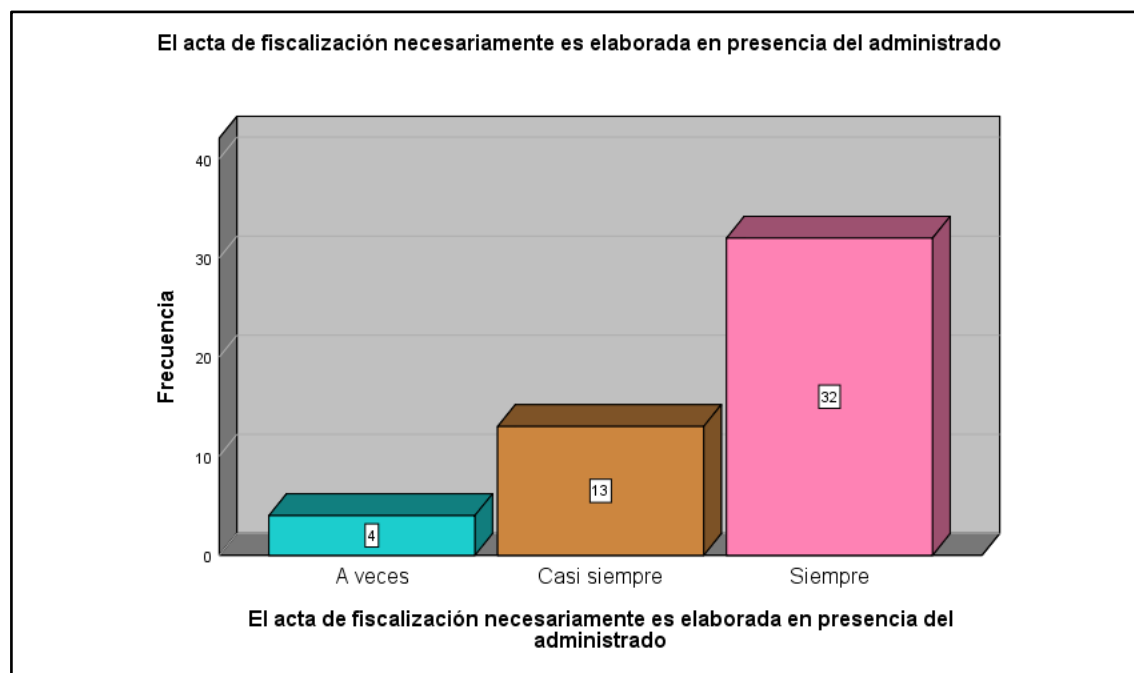 El acta de fiscalización necesariamente es elaborada en presencia del administrado
40
30
20
10
0
Frecuencia
4
13
32
A veces
Casi siempre
Siempre
El acta de fiscalización necesariamente es elaborada en presencia del
administrado